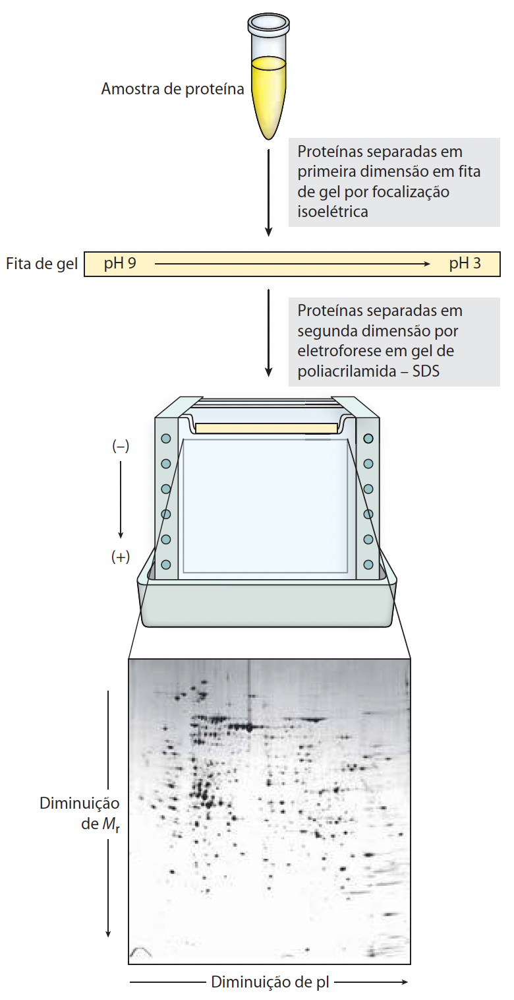 Amostra de proteína
Proteínas separadas em
primeira dimensão em fita
de gel por focalização
isoelétrica
Fita de gel
pH 9
pH 3
Proteínas separadas em
segunda dimensão por
eletroforese em gel de
poliacrilamida – SDS
(–)
(+)
Diminuição
de Mr
Diminuição de pI